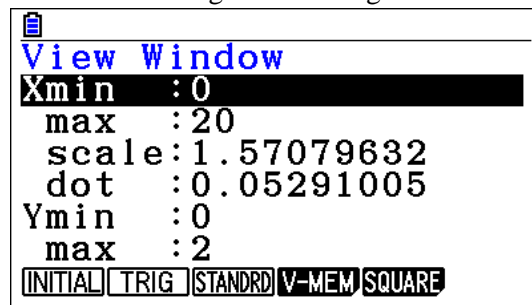 View Window
Xmin :0
max :20
scale:1.57079632
dot :0.05291005
Ymin :0
max :2
INITIAL TRIG STANDRD V-MEM SQUARE